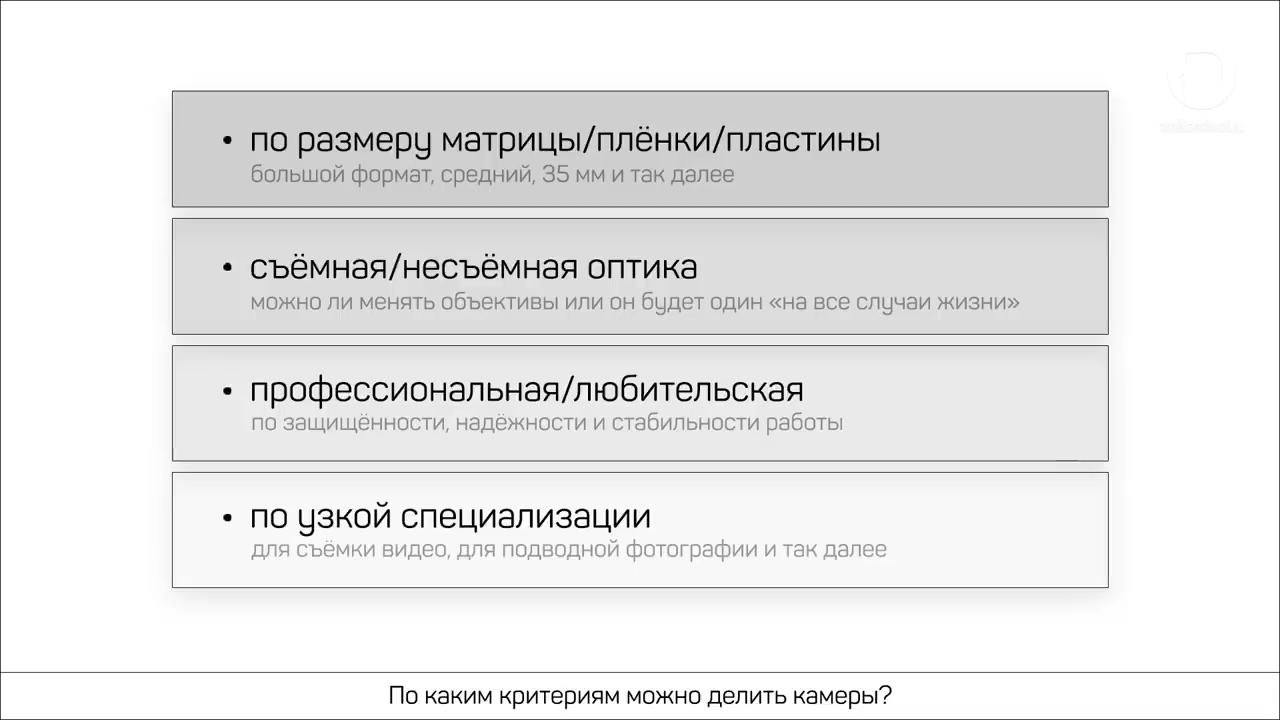 • по размеру матрицы/плёнки/пластины
большой формат, средний, 35 мм и так далее
• съёмная/несъёмная оптика
можно ли менять объективы или он будет один «на все случаи жизни»
• профессиональная/любительская
по защищённости, надёжности и стабильности работы
• по узкой специализации
для съёмки видео, для подводной фотографии и так далее
По каким критериям можно делить камеры?